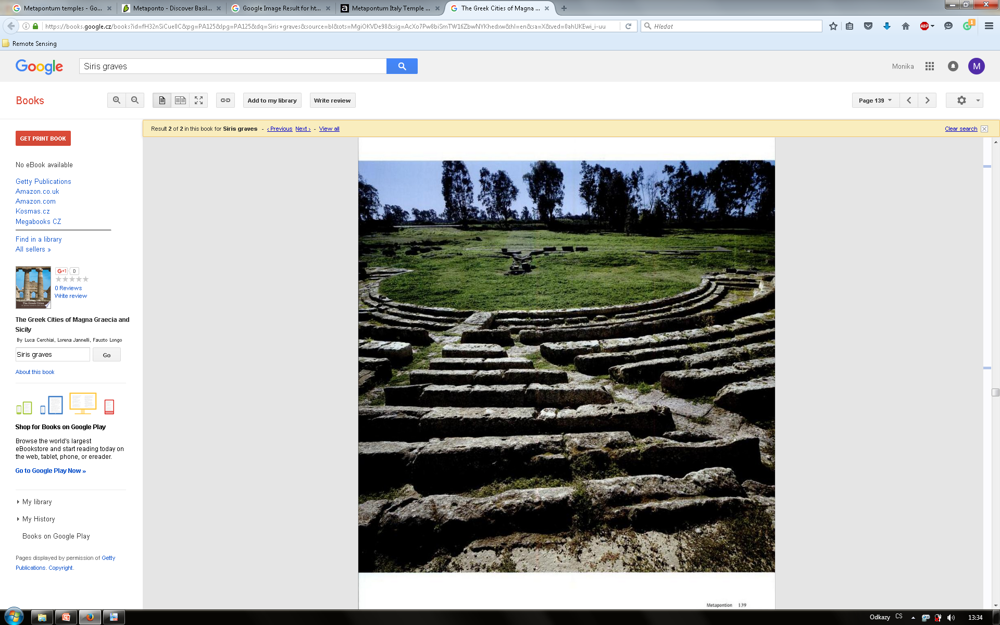 Metapontum temples - Go...
Metaponto - Discover Basil...
Google Image Result for ht...
Metapontum Italy Temple ...
The Greek Cities of Magna ...
https://books.google.cz/books?id=fH32nSiCue0C&pg=PA125&lpg=PA125&dq=Siris+graves&source=bl&ots=MgiOKVDe98&sig=AcXo7Pw8biSmTW16ZbwNYKhedxw&hl=en&sa=X&ved=0ahUKEwi_i-uu
Hledat
ABP
1
Remote Sensing
Google
Siris graves
Monika
M
Books
Add to my library
Write review
Page 139
Result 2 of 2 in this book for Siris graves - ‹ Previous Next › - View all
Clear search
GET PRINT BOOK
No eBook available
Getty Publications
Amazon.co.uk
Amazon.com
Kosmas.cz
Megabooks CZ
Find in a library
All sellers »
The Greek Cities
G+1 0
0 Reviews
Write review
The Greek Cities of Magna Graecia and
Sicily
By Luca Cerchiai, Lorena Jannelli, Fausto Longo
Siris graves
Go
About this book
Shop for Books on Google Play
Browse the world's largest
eBookstore and start reading today on
the web, tablet, phone, or ereader.
Go to Google Play Now »
My library
My History
Books on Google Play
Pages displayed by permission of Getty
Publications. Copyright.
Metapontion 139
Odkazy CS 13:34